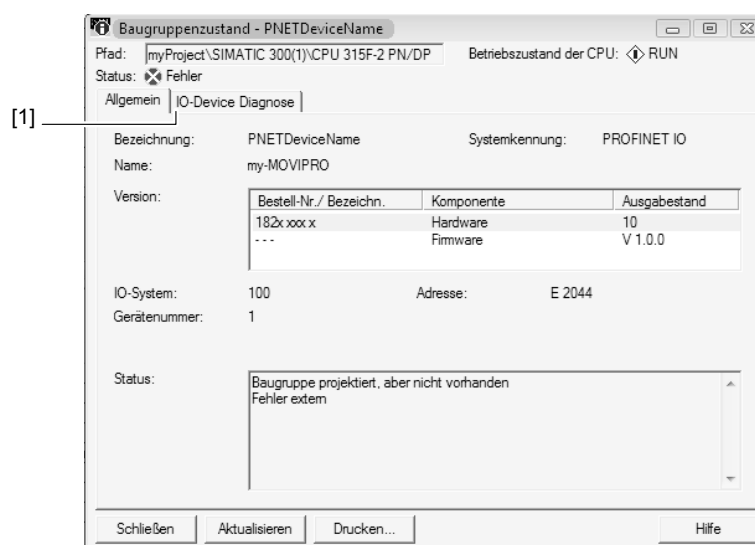 Baugruppenzustand - PNETDeviceName
Pfad: myProject\SIMATIC 300(1)\CPU 315F-2 PN/DP Betriebszustand der CPU: RUN
Status: Fehler
Allgemein IO-Device Diagnose
[1]
Bezeichnung: PNETDeviceName Systemkennung: PROFINET IO
Name: my-MOVIPRO
Version: Bestell-Nr./ Bezeichn. Komponente Ausgabestand
182x xxx x Hardware 10
- - - Firmware V 1.0.0
IO-System: 100 Adresse: E 2044
Gerätenummer: 1
Status: Baugruppe projektiert, aber nicht vorhanden
Fehler extern
Schließen Aktualisieren Drucken... Hilfe